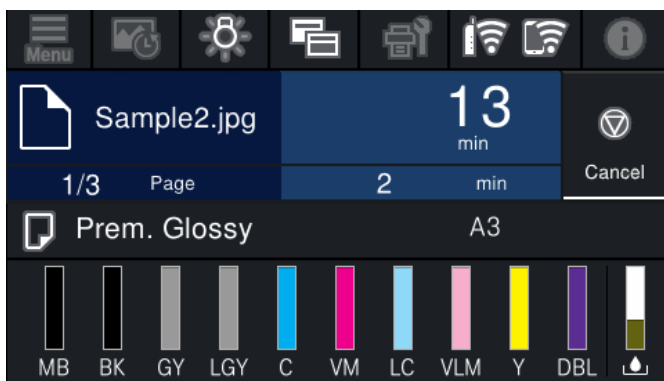 Menu
Sample2.jpg
13
min
Cancel
1/3 Page
2 min
Prem. Glossy A3
MB BK GY LGY C VM LC VLM Y DBL